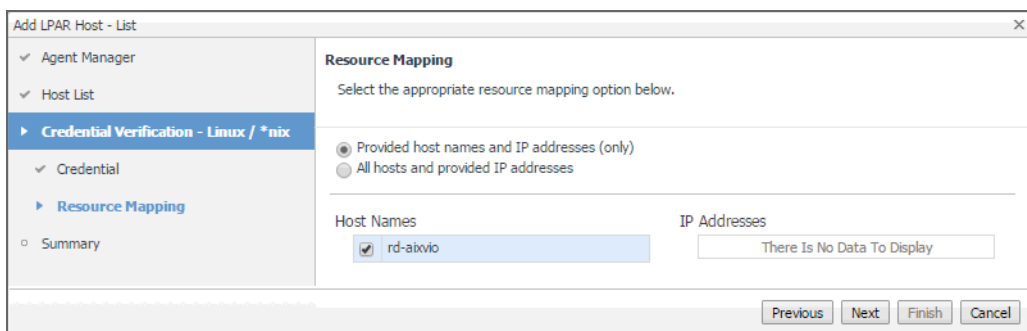 Add LPAR Host - List
Agent Manager
Host List
Credential Verification - Linux / *nix
Credential
Resource Mapping
Summary
Resource Mapping
Select the appropriate resource mapping option below.
Provided host names and IP addresses (only)
All hosts and provided IP addresses
Host Names
rd-aixvio
IP Addresses
There Is No Data To Display
Previous Next Finish Cancel